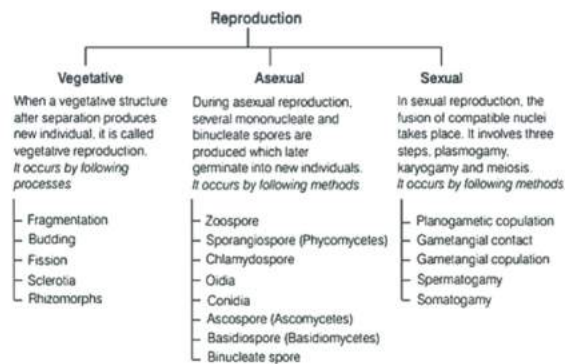 Reproduction
Vegetative
When a vegetative structure
after separation produces
new individual, it is called
vegetative reproduction.
It occurs by following
processes
Fragmentation
Budding
Fission
Sclerotia
Rhizomorphs
Asexual
During asexual reproduction,
several mononucleate and
binucleate spores are
produced which later
germinate into new individuals.
It occurs by following methods
Zoospore
Sporangiospore (Phycomycetes)
Chlamydospore
Oidia
Conidia
Ascospore (Ascomycetes)
Basidiospore (Basidiomycetes)
Binucleate spore
Sexual
In sexual reproduction, the
fusion of compatible nuclei
takes place. It involves three
steps, plasmogamy,
karyogamy and meiosis.
It occurs by following methods
Planogametic copulation
Gametangial contact
Gametangial copulation
Spermatogamy
Somatogamy